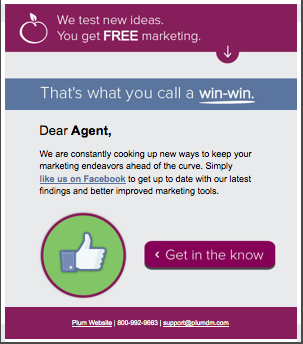 We test new ideas.
You get FREE marketing.
That's what you call a win-win.
Dear Agent,
We are constantly cooking up new ways to keep your
marketing endeavors ahead of the curve. Simply
like us on Facebook to get up to date with our latest
findings and better improved marketing tools.
Get in the know
Plum Website | 800-992-9663 | support@plumdm.com